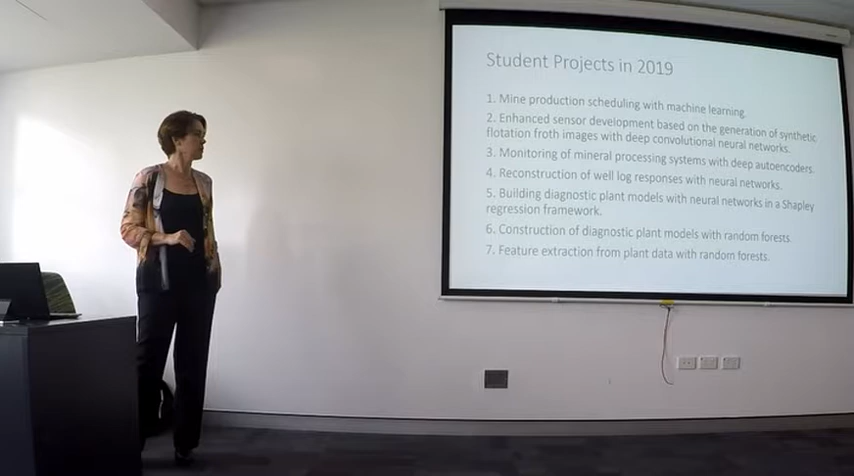 Student Projects in 2019
1. Mine production scheduling with machine learning.
2. Enhanced sensor development based on the generation of synthetic
flotation froth images with deep convolutional neural networks.
3. Monitoring of mineral processing systems with deep autoencoders.
4. Reconstruction of well log responses with neural networks.
5. Building diagnostic plant models with neural networks in a Shapley
regression framework.
6. Construction of diagnostic plant models with random forests
7. Feature extraction from plant data with random forests.